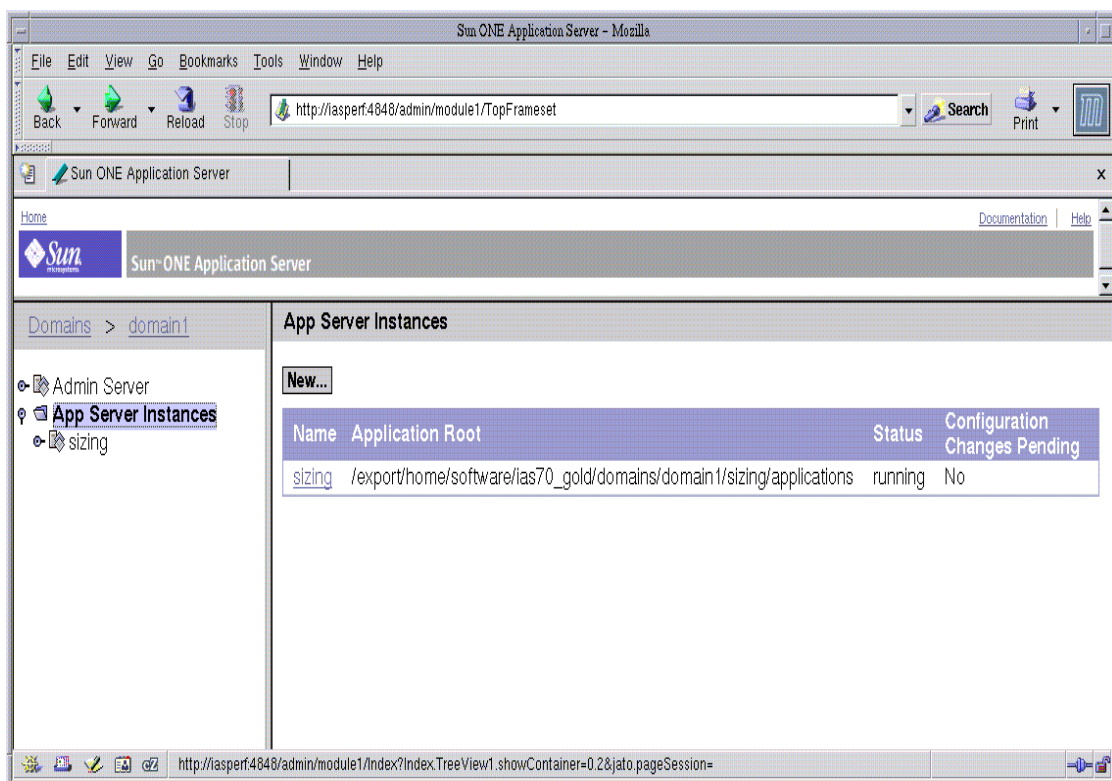 Sun ONE Application Server - Mozilla
File Edit View Go Bookmarks Tools Window Help
Back Forward Reload Stop http://iasperf:4848/admin/module1/TopFrameset Search Print
Sun ONE Application Server X
Home Documentation Help
Sun microsystems Sun™ ONE Application Server
Domains > domain1
Admin Server
App Server Instances
sizing
App Server Instances
New...
Name Application Root Status Configuration Changes Pending
sizing /export/home/software/ias70_gold/domains/domain1/sizing/applications running No
http://iasperf:4848/admin/module1/Index?Index.TreeView1.showContainer=0.2&jato.pageSession=